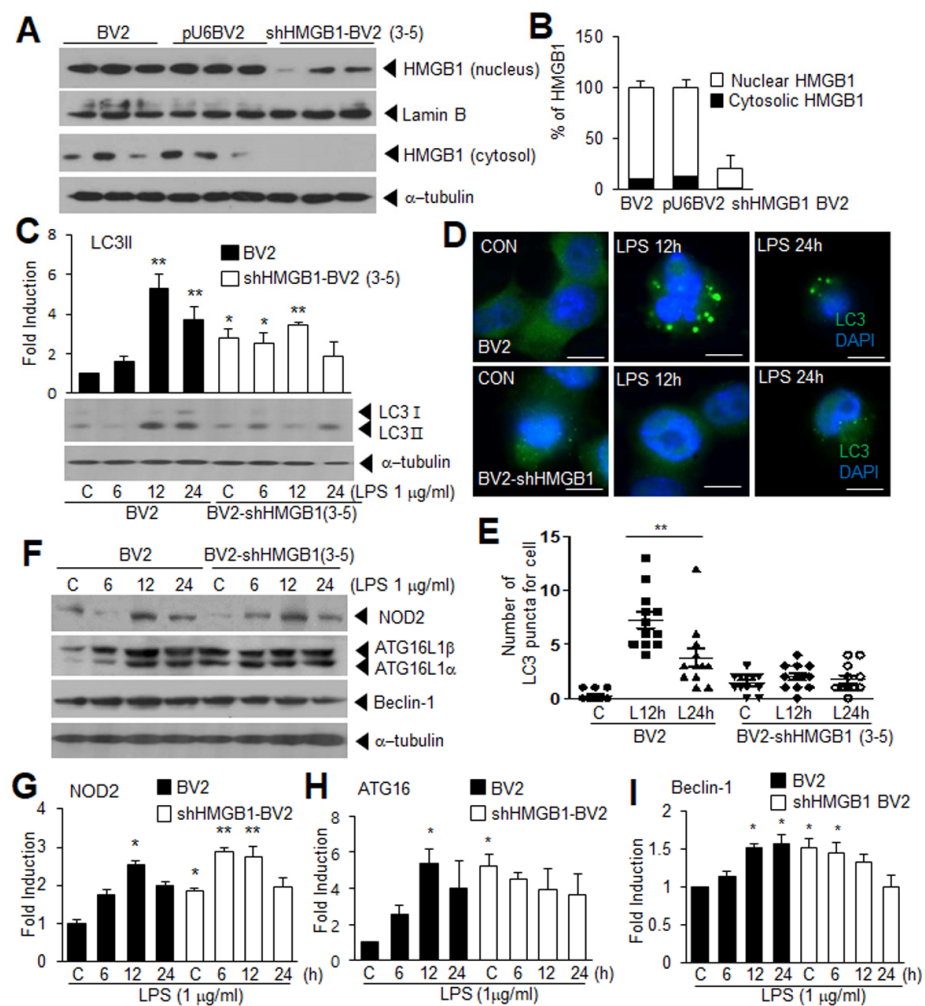 A
BV2 pU6BV2 shHMGB1-BV2 (3-5)
HMGB1 (nucleus)
Lamin B
HMGB1 (cytosol)
α-tubulin
B
% of HMGB1
150
100
50
0
Nuclear HMGB1
Cytosolic HMGB1
BV2 pU6BV2 shHMGB1 BV2
C
LC3II
Fold Induction
8
6
4
2
0
BV2
shHMGB1-BV2 (3-5)
** ** * * **
LC3 I
LC3 II
α-tubulin
C 6 12 24 C 6 12 24 (LPS 1 μg/ml)
BV2 BV2-shHMGB1(3-5)
D
CON LPS 12h LPS 24h
LC3
DAPI
BV2
CON LPS 12h LPS 24h
LC3
DAPI
BV2-shHMGB1
E
Number of
LC3 puncta for cell
15
10
5
0
**
C L12h L24h C L12h L24h
BV2 BV2-shHMGB1 (3-5)
F
BV2 BV2-shHMGB1(3-5)
C 6 12 24 C 6 12 24 (LPS 1 μg/ml)
NOD2
ATG16L1β
ATG16L1α
Beclin-1
α-tubulin
G
NOD2
BV2
shHMGB1-BV2
Fold Induction
4
3
2
1
0
* * ** **
C 6 12 24 C 6 12 24 (h)
LPS (1 μg/ml)
H
ATG16
BV2
shHMGB1-BV2
Fold Induction
8
6
4
2
0
* *
C 6 12 24 C 6 12 24 (h)
LPS (1μg/ml)
I
Beclin-1
BV2
shHMGB1 BV2
Fold Induction
2
1.5
1
0.5
0
* * * *
C 6 12 24 C 6 12 24 (h)
LPS (1 μg/ml)